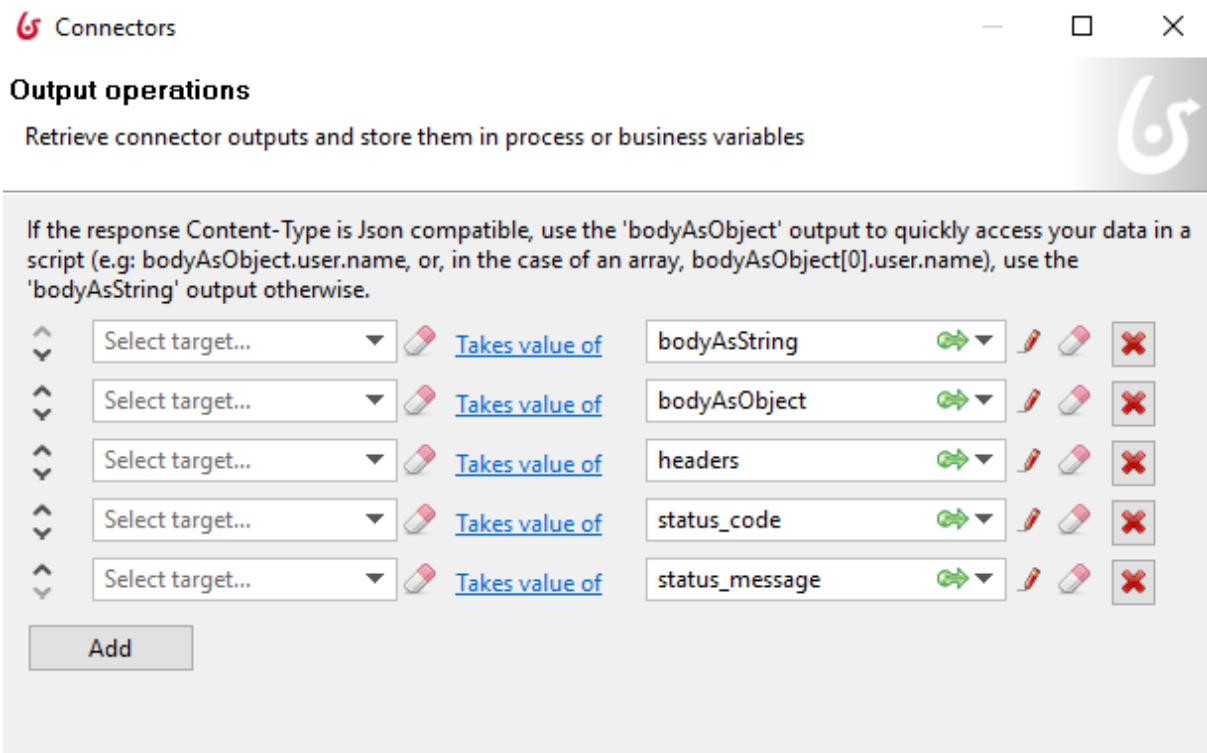 Connectors
Output operations
Retrieve connector outputs and store them in process or business variables
If the response Content-Type is Json compatible, use the 'bodyAsObject' output to quickly access your data in a
script (e.g: bodyAsObject.user.name, or, in the case of an array, bodyAsObject[0].user.name), use the
'bodyAsString' output otherwise.
Select target... Takes value of bodyAsString
Select target... Takes value of bodyAsObject
Select target... Takes value of headers
Select target... Takes value of status_code
Select target... Takes value of status_message
Add